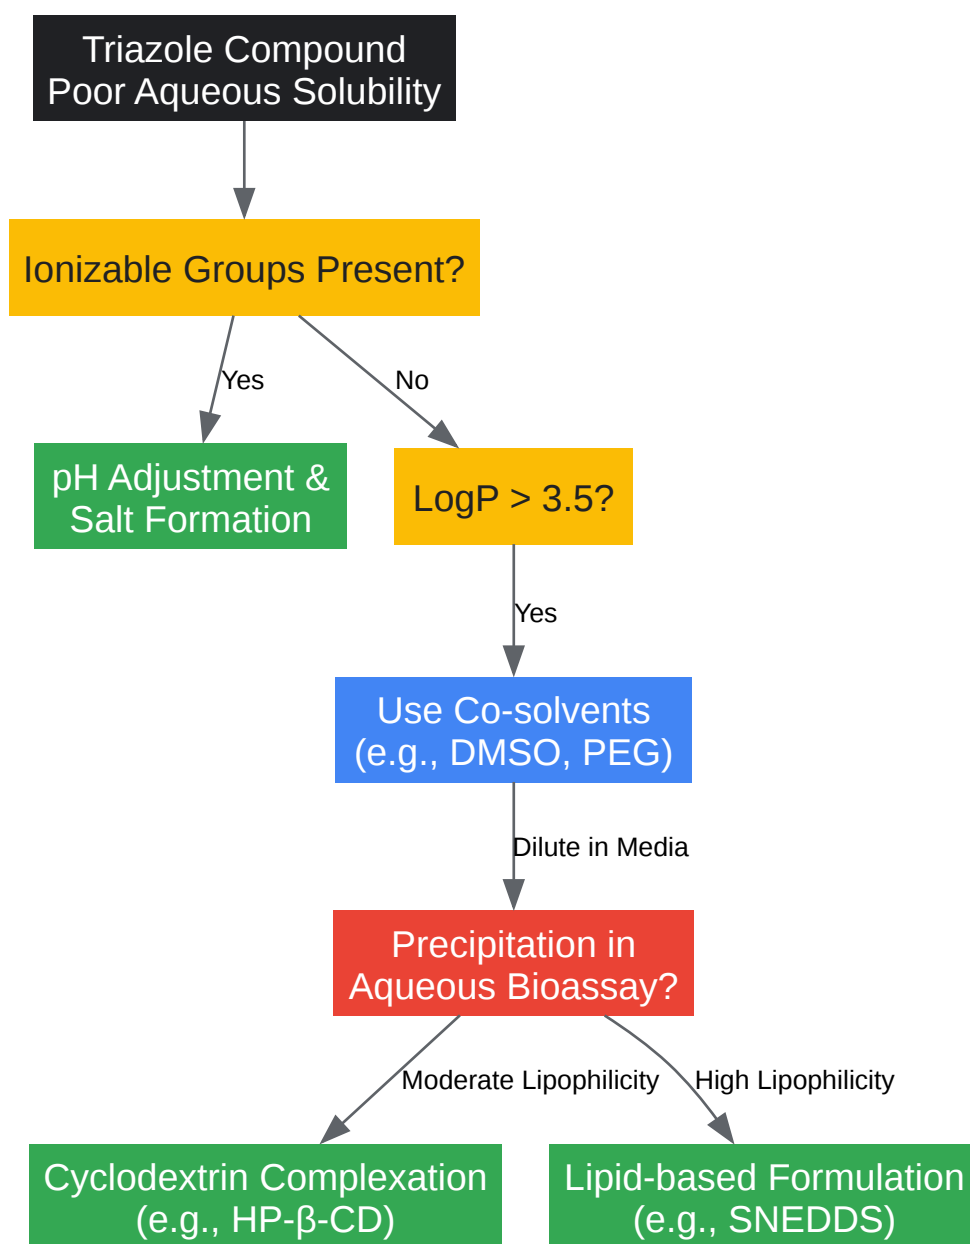 Triazole Compound
Poor Aqueous Solubility
Ionizable Groups Present?
Yes
No
pH Adjustment &
Salt Formation
LogP > 3.5?
Yes
Use Co-solvents
(e.g., DMSO, PEG)
Dilute in Media
Precipitation in
Aqueous Bioassay?
Moderate Lipophilicity
High Lipophilicity
Cyclodextrin Complexation
(e.g., HP-β-CD)
Lipid-based Formulation
(e.g., SNEDDS)